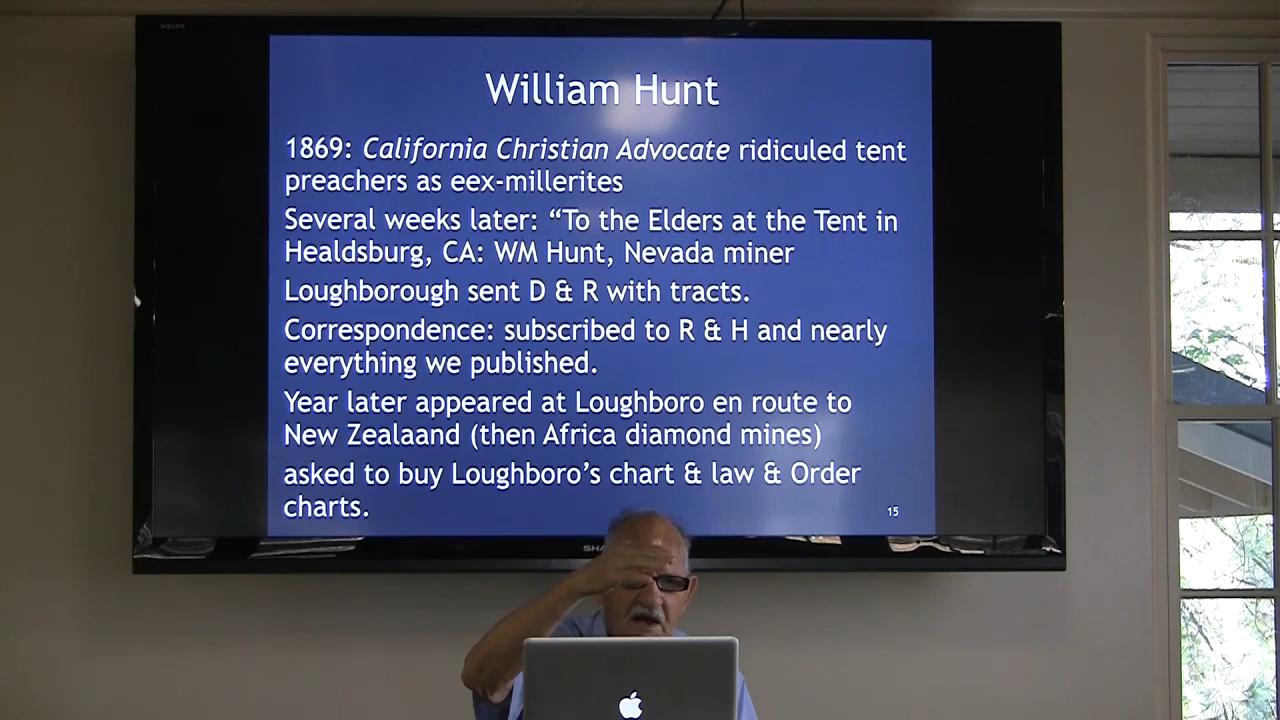 AQUOS
William Hunt
1869: California Christian Advocate ridiculed tent
preachers as eex-millerites
Several weeks later: “To the Elders at the Tent in
Healdsburg, CA: WM Hunt, Nevada miner
Loughborough sent D & R with tracts.
Correspondence: subscribed to R & H and nearly
everything we published.
Year later appeared at Loughboro en route to
New Zealaand (then Africa diamond mines)
asked to buy Loughboro’s chart & law & Order
charts.
15